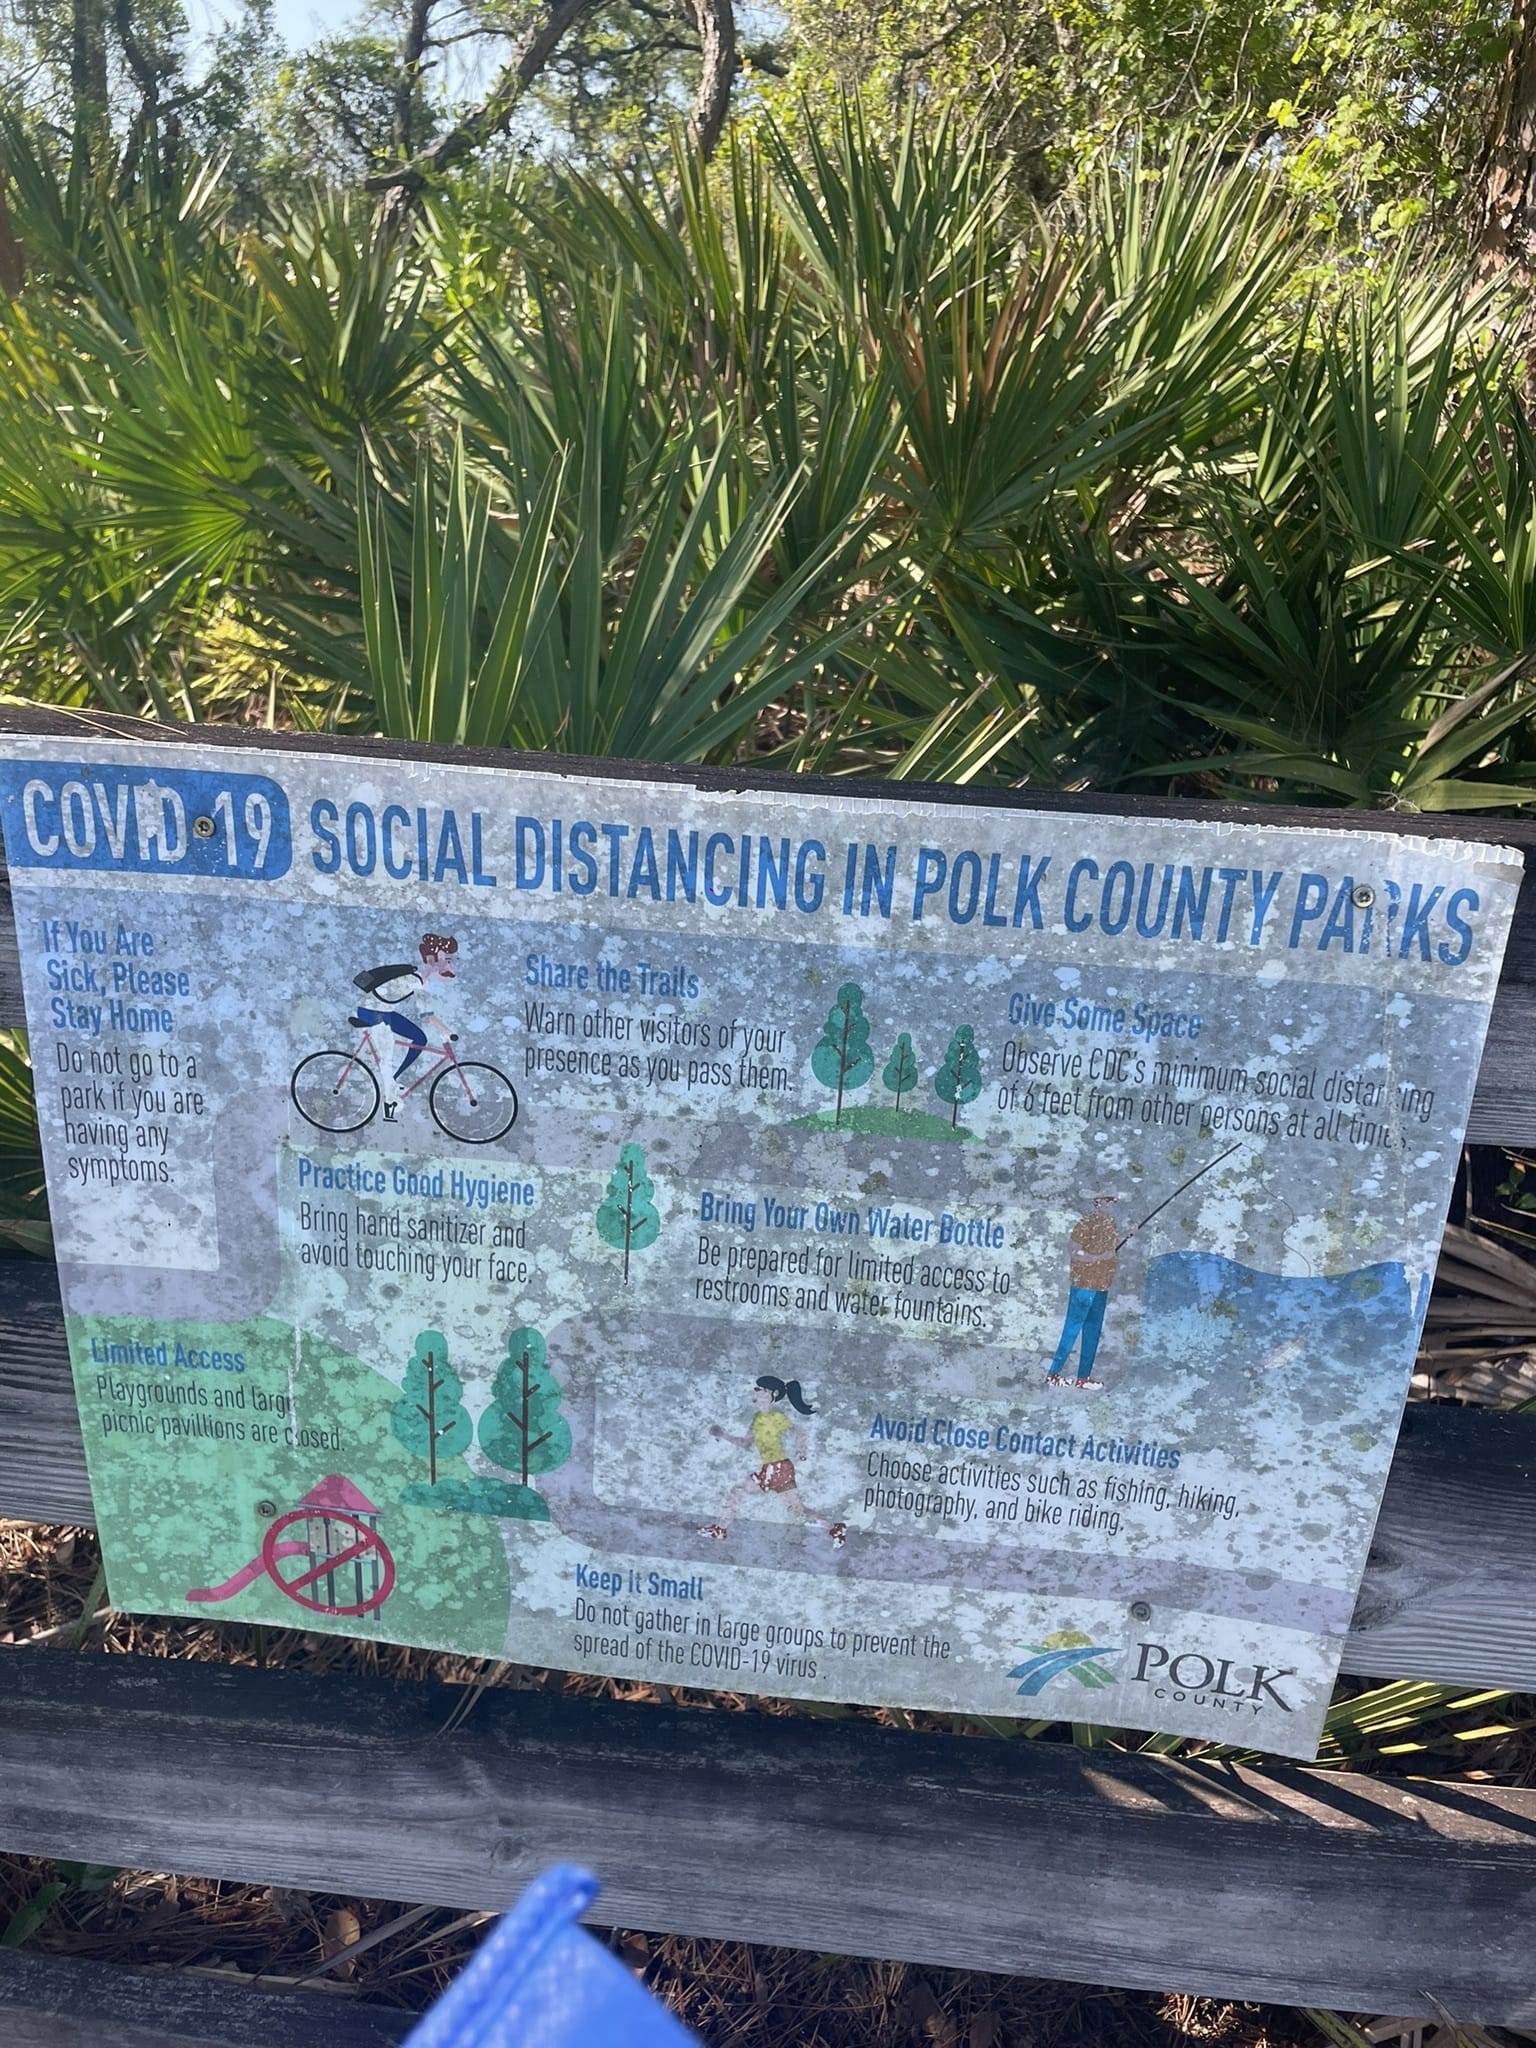 COVID-19 SOCIAL DISTANCING IN POLK COUNTY PARKS
If You Are
Sick, Please
Stay Home
Do not go to a
park if you are
having any
symptoms.
Share the Trails
Warn other visitors of your
presence as you pass them.
Give Some Space
Observe CDC's minimum social distancing
of 6 feet from other persons at all times.
Practice Good Hygiene
Bring hand sanitizer and
avoid touching your face.
Bring Your Own Water Bottle
Be prepared for limited access to
restrooms and water fountains.
Limited Access
Playgrounds and large
picnic pavillions are closed.
Avoid Close Contact Activities
Choose activities such as fishing, hiking,
photography, and bike riding.
Keep It Small
Do not gather in large groups to prevent the
spread of the COVID-19 virus.
POLK
COUNTY